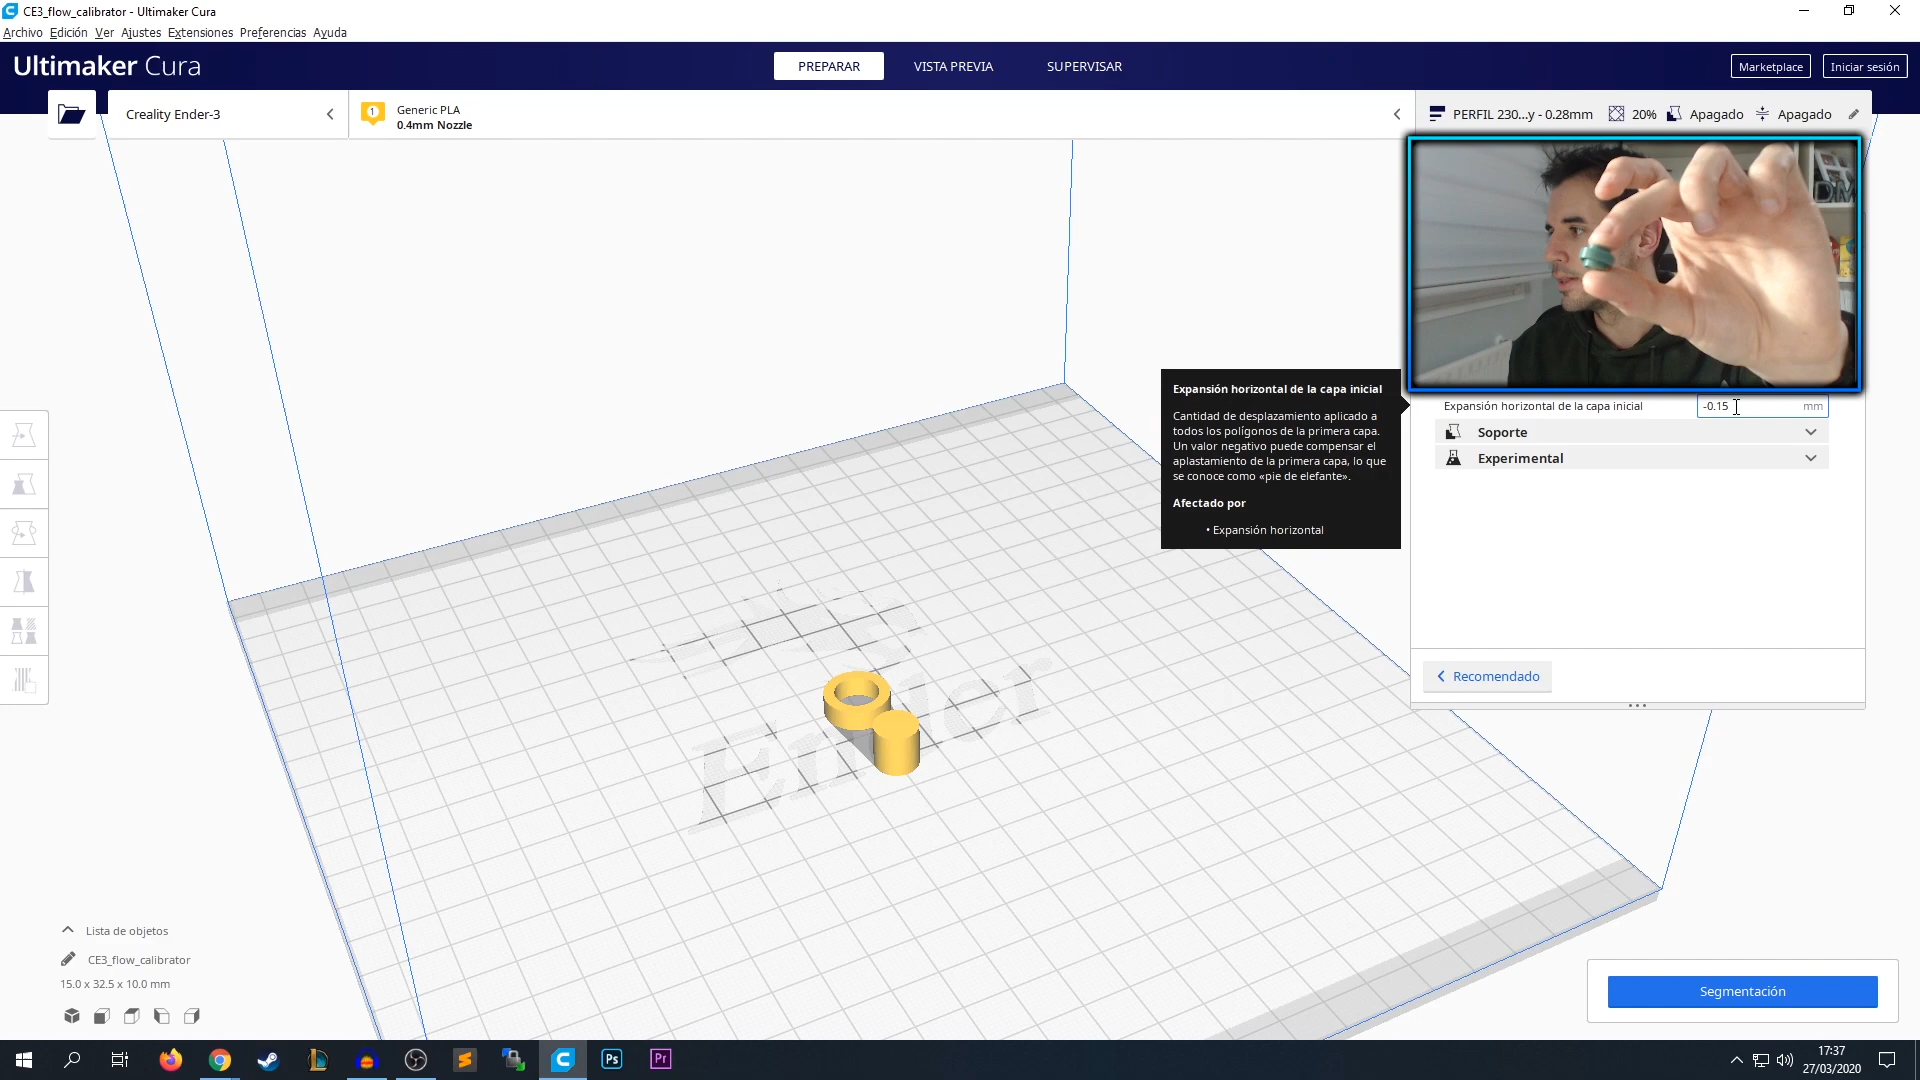 CE3_flow_calibrator - Ultimaker Cura
Archivo Edición Ver Ajustes Extensiones Preferencias Ayuda
Ultimaker Cura
PREPARAR
VISTA PREVIA
SUPERVISAR
Marketplace
Iniciar sesión
Creality Ender-3
1
Generic PLA
0.4mm Nozzle
PERFIL 230...y - 0.28mm
20%
Apagado
Apagado
Expansión horizontal de la capa inicial
Cantidad de desplazamiento aplicado a
todos los polígonos de la primera capa.
Un valor negativo puede compensar el
aplastamiento de la primera capa, lo que
se conoce como «pie de elefante».
Afectado por
• Expansión horizontal
Expansión horizontal de la capa inicial
-0.15
mm
Soporte
Experimental
Recomendado
Ender
Lista de objetos
CE3_flow_calibrator
15.0 x 32.5 x 10.0 mm
Segmentación
Ps
Pr
17:37
27/03/2020